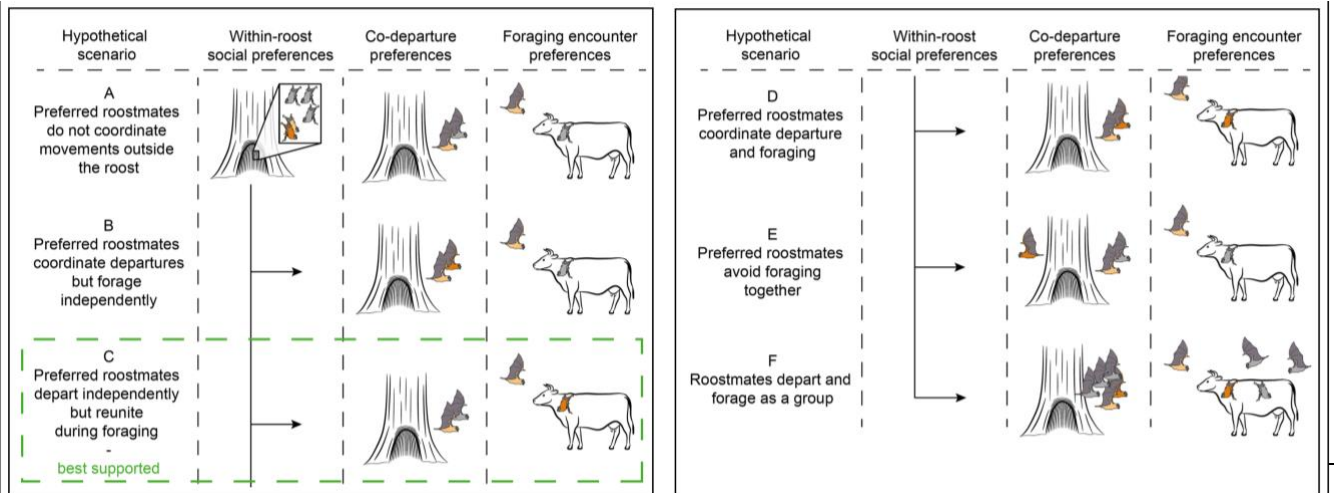 Hypothetical
scenario
Within-roost
social preferences
Co-departure
preferences
Foraging encounter
preferences
A
Preferred roostmates
do not coordinate
movements outside
the roost
B
Preferred roostmates
coordinate departures
but forage
independently
C
Preferred roostmates
depart independently
but reunite
during foraging
-
best supported
Hypothetical
scenario
Within-roost
social preferences
Co-departure
preferences
Foraging encounter
preferences
D
Preferred roostmates
coordinate departure
and foraging
E
Preferred roostmates
avoid foraging
together
F
Roostmates depart and
forage as a group